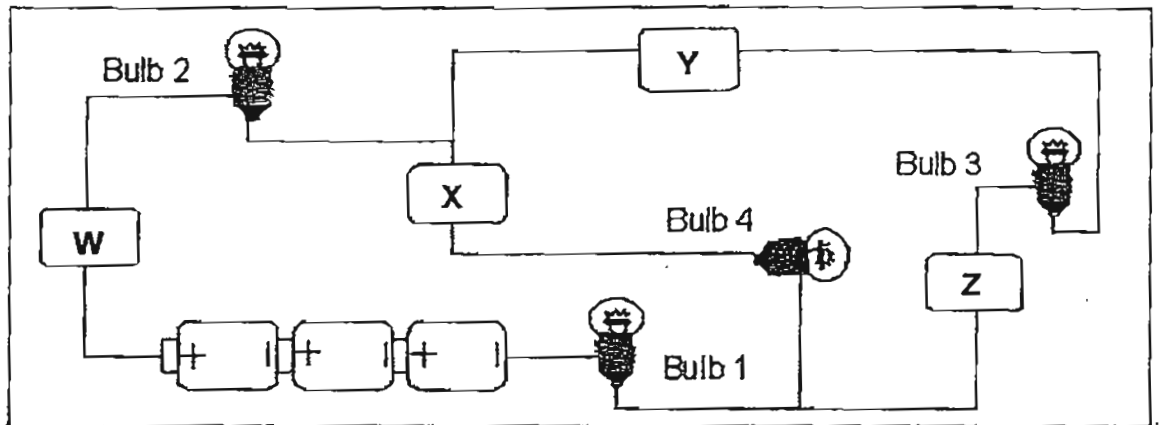 Bulb 2
Y
Bulb 3
X
Bulb 4
W
Z
+ − + − + −
Bulb 1